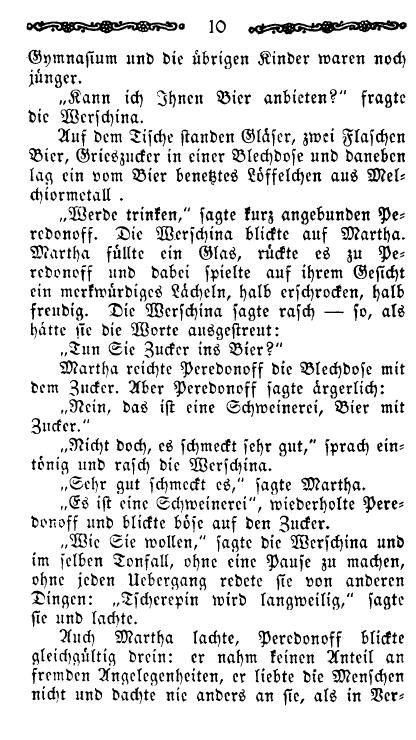 10
Gymnasium und die übrigen Kinder waren noch
jünger.
„Kann ich Ihnen Bier anbieten?“ fragte
die Werschina.
Auf dem Tische standen Gläser, zwei Flaschen
Bier, Grieszucker in einer Blechdose und daneben
lag ein vom Bier benetztes Löffelchen aus Mel-
chiormetall .
„Werde trinken,“ sagte kurz angebunden Pe-
redonoff. Die Werschina blickte auf Martha.
Martha füllte ein Glas, rückte es zu Pe-
redonoff und dabei spielte auf ihrem Gesicht
ein merkwürdiges Lächeln, halb erschrocken, halb
freudig. Die Werschina sagte rasch — so, als
hätte sie die Worte ausgestreut:
„Tun Sie Zucker ins Bier?“
Martha reichte Peredonoff die Blechdose mit
dem Zucker. Aber Peredonoff sagte ärgerlich:
„Nein, das ist eine Schweinerei, Bier mit
Zucker.“
„Nicht doch, es schmeckt sehr gut,“ sprach ein-
tönig und rasch die Werschina.
„Sehr gut schmeckt es,“ sagte Martha.
„Es ist eine Schweinerei“, wiederholte Pere-
donoff und blickte böse auf den Zucker.
„Wie Sie wollen,“ sagte die Werschina und
im selben Tonfall, ohne eine Pause zu machen,
ohne jeden Uebergang redete sie von anderen
Dingen: „Tscherepin wird langweilig,“ sagte
sie und lachte.
Auch Martha lachte, Peredonoff blickte
gleichgültig drein: er nahm keinen Anteil an
fremden Angelegenheiten, er liebte die Menschen
nicht und dachte nie anders an sie, als in Ver-